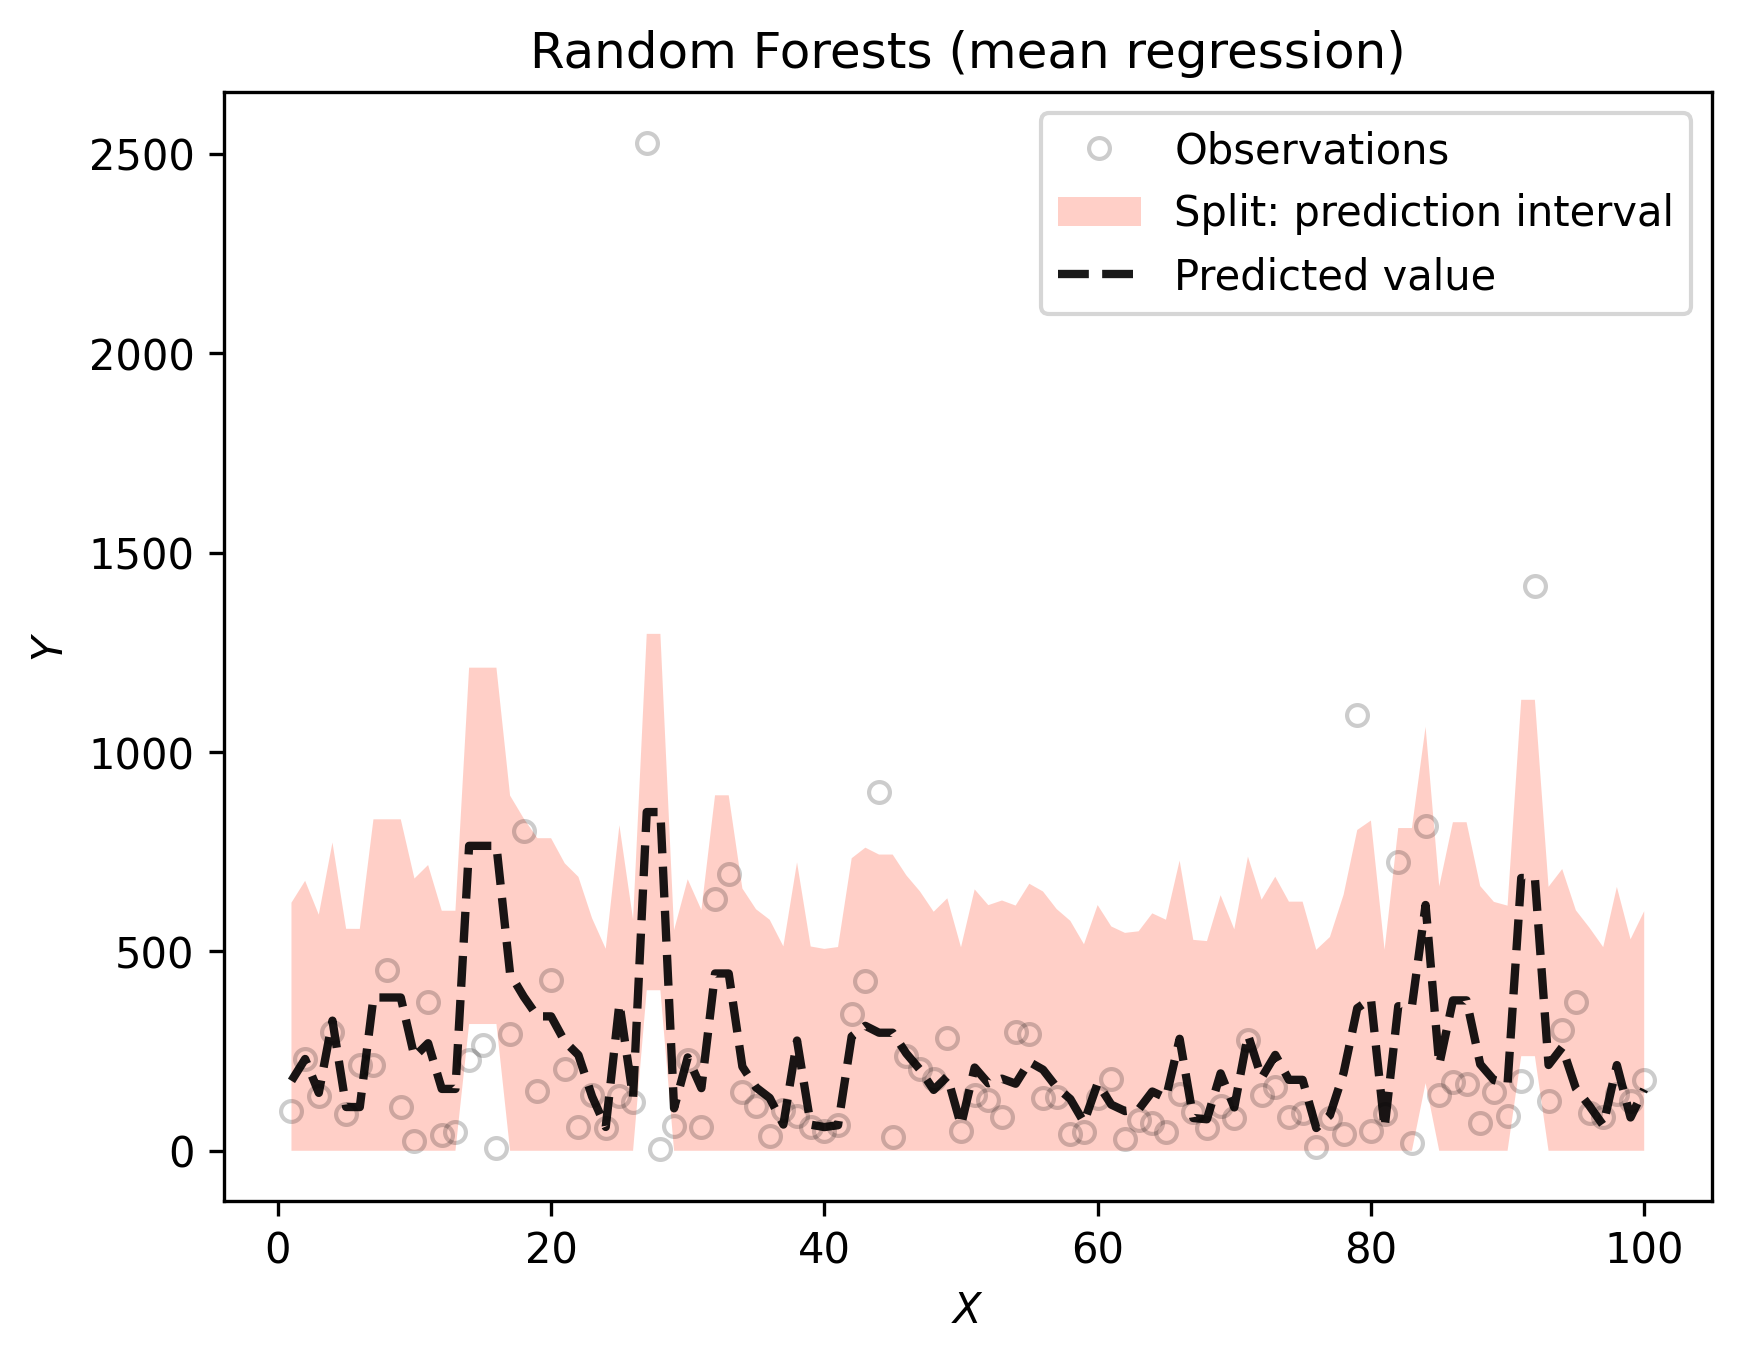 Random Forests (mean regression)
Observations
Split: prediction interval
Predicted value
2500
2000
1500
1000
500
0
Y
0 20 40 60 80 100
X